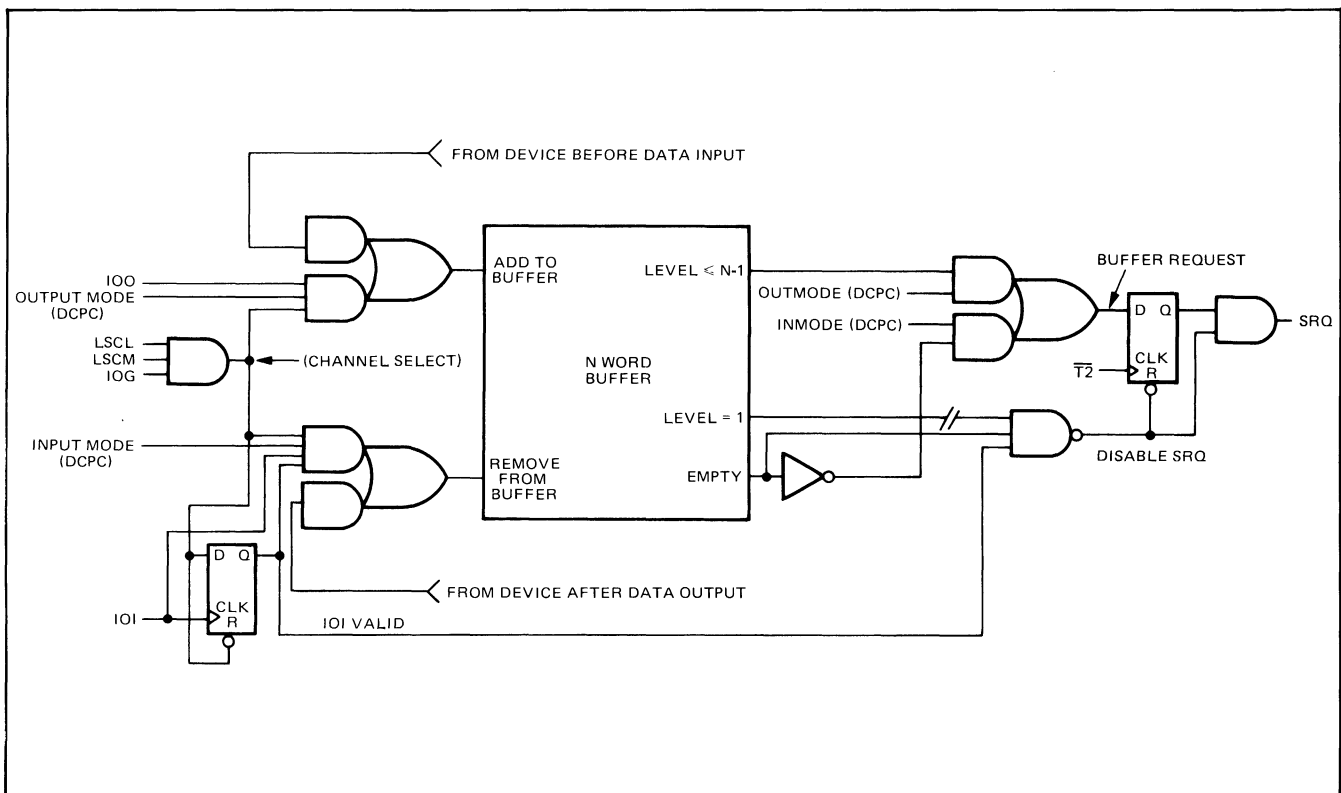 FROM DEVICE BEFORE DATA INPUT
IOO
OUTPUT MODE
(DCPC)
LSCL
LSCM
IOG
(CHANNEL SELECT)
INPUT MODE
(DCPC)
D Q
CLK
R
IOI
IOI VALID
FROM DEVICE AFTER DATA OUTPUT
ADD TO
BUFFER
REMOVE
FROM
BUFFER
N WORD
BUFFER
LEVEL ⩽ N-1
LEVEL = 1
EMPTY
OUTMODE (DCPC)
INMODE (DCPC)
BUFFER REQUEST
D Q
CLK
R
T̅2̅
SRQ
DISABLE SRQ